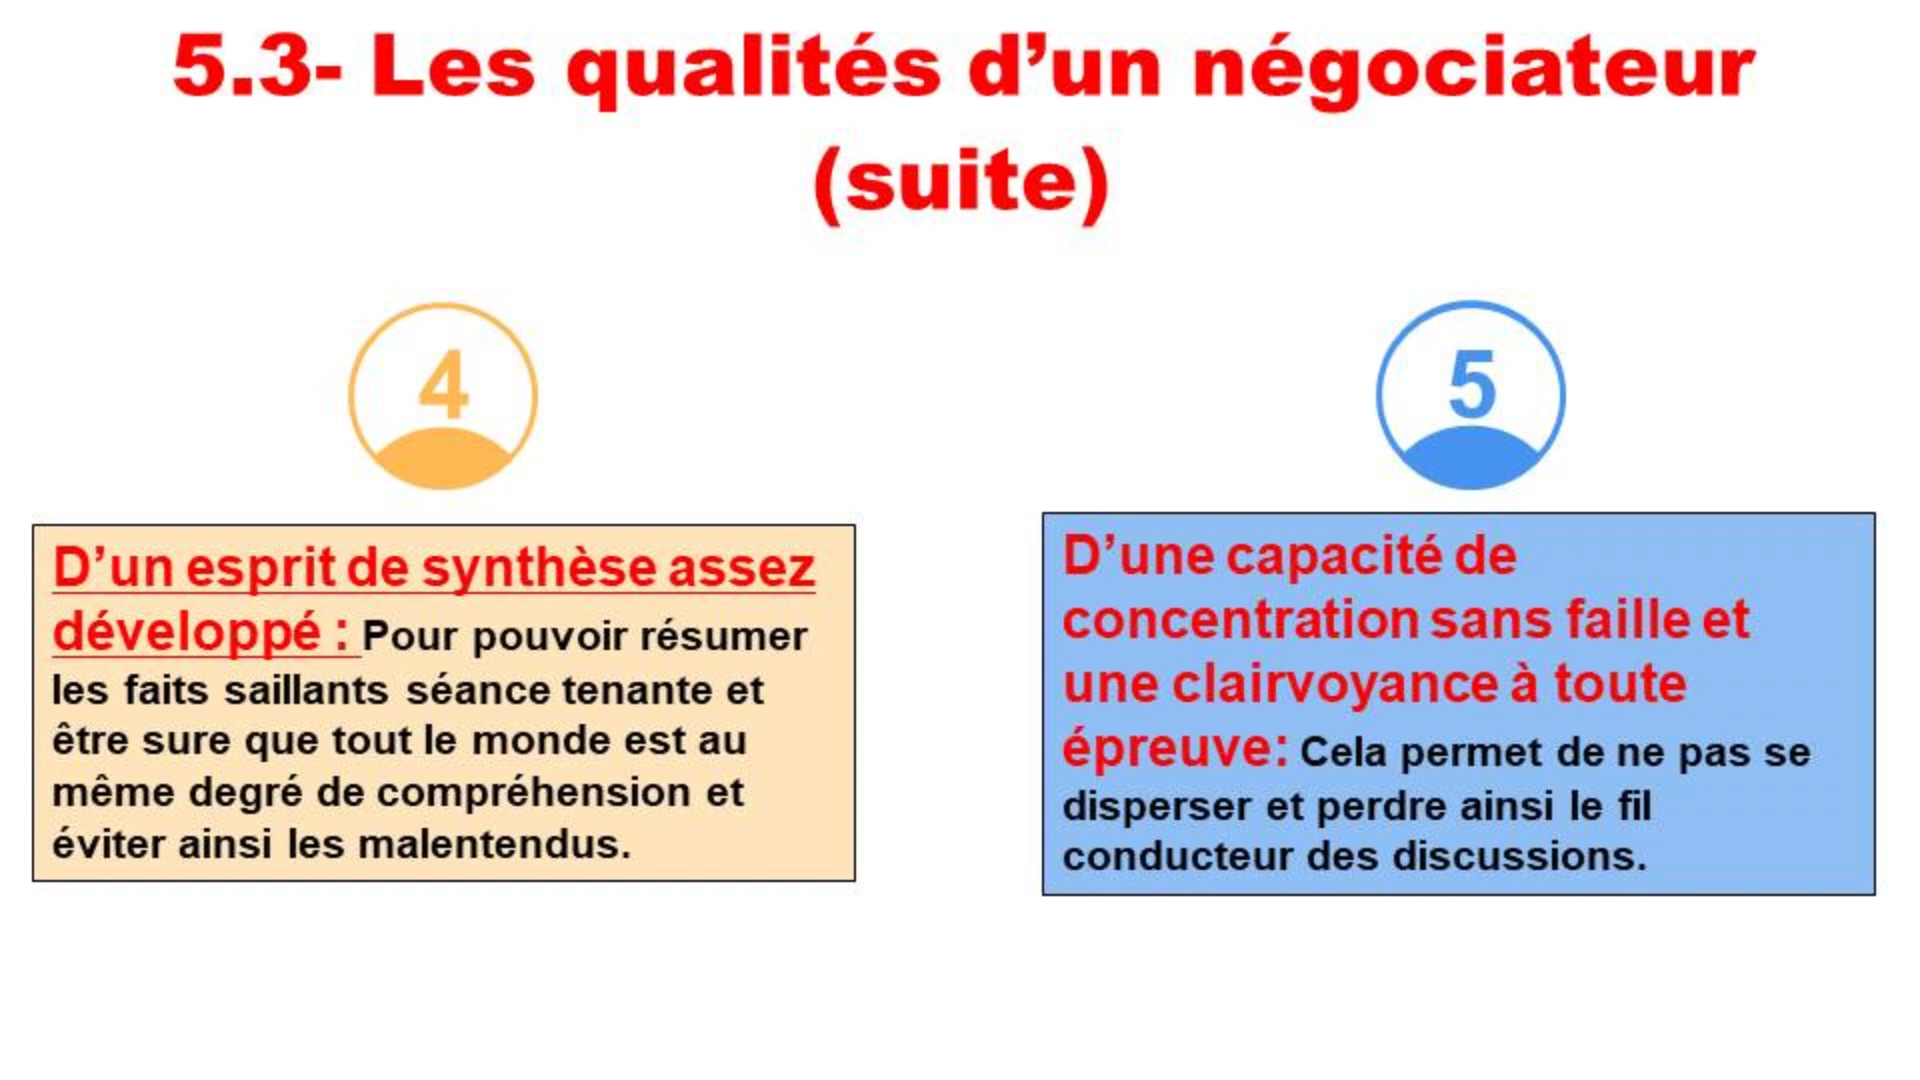 5.3- Les qualités d’un négociateur
(suite)
4
D’un esprit de synthèse assez
développé : Pour pouvoir résumer
les faits saillants séance tenante et
être sure que tout le monde est au
même degré de compréhension et
éviter ainsi les malentendus.
5
D’une capacité de
concentration sans faille et
une clairvoyance à toute
épreuve: Cela permet de ne pas se
disperser et perdre ainsi le fil
conducteur des discussions.